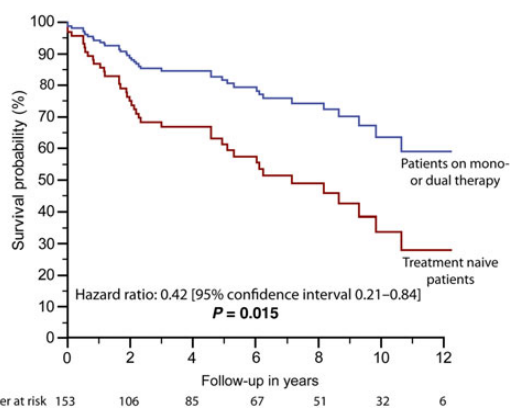 100
90
80
70
60
50
40
30
20
10
0
Survival probability (%)
Patients on mono-
or dual therapy
Treatment naive
patients
Hazard ratio: 0.42 [95% confidence interval 0.21–0.84]
P = 0.015
0 2 4 6 8 10 12
Follow-up in years
er at risk 153 106 85 67 51 32 6